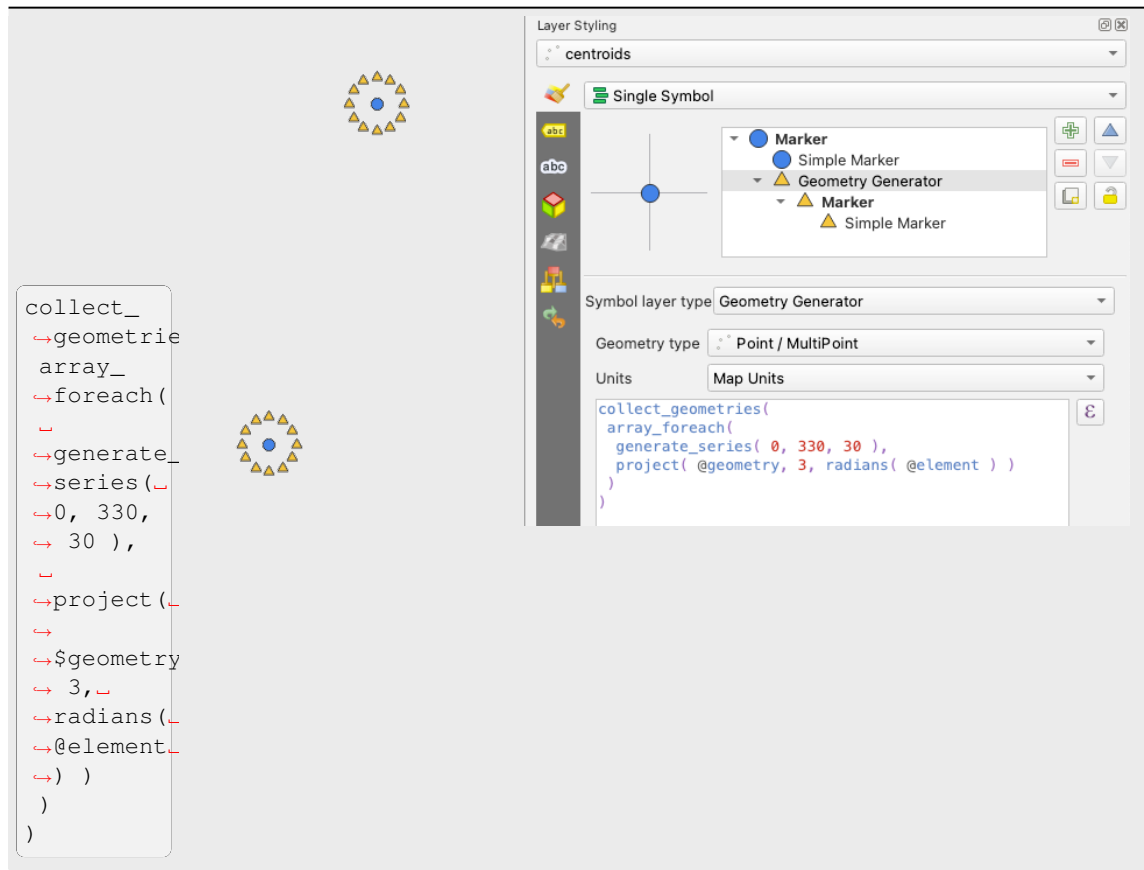 Layer Styling
centroids
Single Symbol
abc
abc
Marker
Simple Marker
Geometry Generator
Marker
Simple Marker
Symbol layer type Geometry Generator
Geometry type Point / MultiPoint
Units Map Units
collect_geometries(
array_foreach(
generate_series( 0, 330, 30 ),
project( @geometry, 3, radians( @element ) )
)
)
ε
collect_
↪geometrie
array_
↪foreach(
␣
↪generate_
↪series(␣
↪0, 330,
↪ 30 ),
␣
↪project(␣
↪
↪$geometry
↪ 3,␣
↪radians(␣
↪@element␣
↪) )
)
)